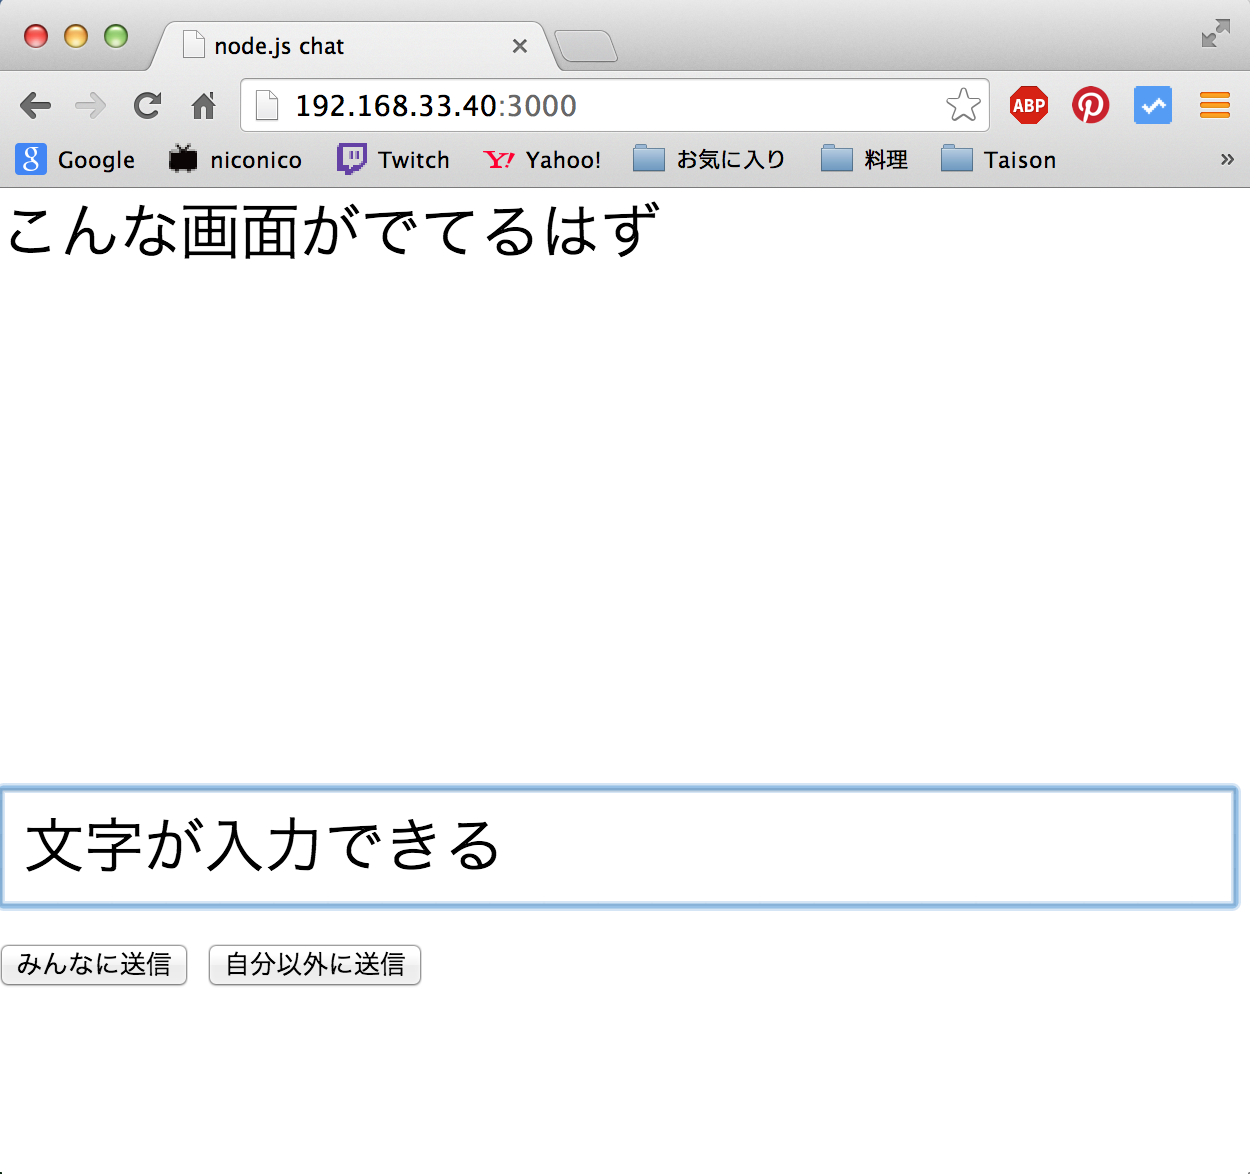 node.js chat
192.168.33.40:3000
ABP
Google niconico Twitch Yahoo! お気に入り 料理 Taison »
こんな画面がでてるはず
文字が入力できる
みんなに送信 自分以外に送信